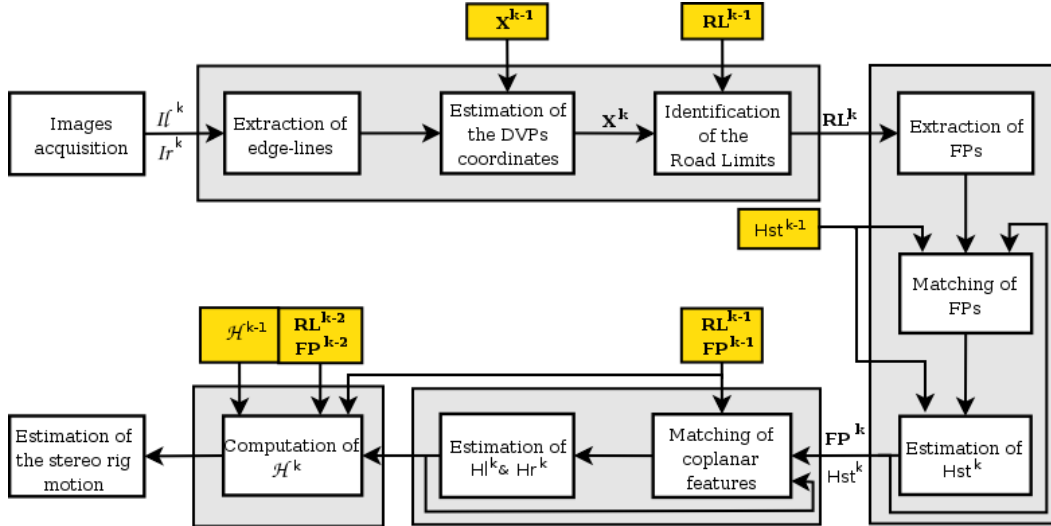 X^k-1
RL^k-1
Images
acquisition
Il^k
Ir^k
Extraction of
edge-lines
Estimation of
the DVPs
coordinates
X^k
Identification
of the
Road Limits
RL^k
Extraction of
FPs
Hst^k-1
Matching of
FPs
ℋ^k-1
RL^k-2
FP^k-2
RL^k-1
FP^k-1
Estimation of
the stereo rig
motion
Computation of
ℋ^k
Estimation of
Hl^k & Hr^k
Matching of
coplanar
features
FP^k
Hst^k
Estimation of
Hst^k